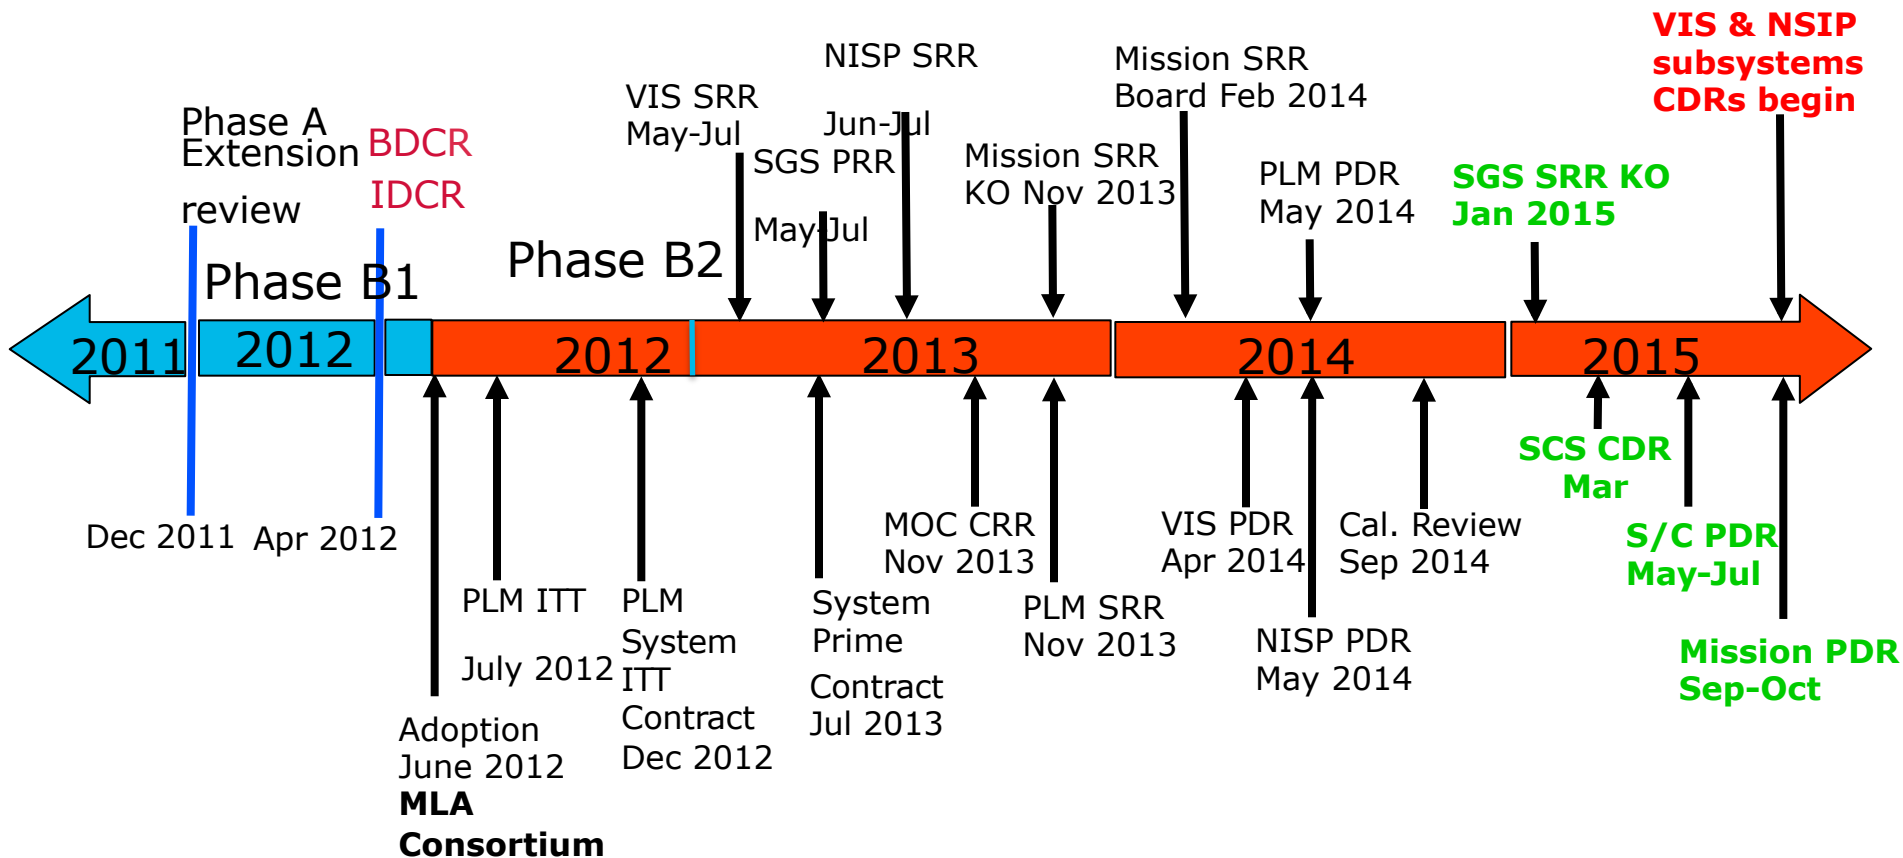 VIS & NSIP
subsystems
CDRs begin
NISP SRR
Jun-Jul
Mission SRR
Board Feb 2014
VIS SRR
May-Jul
Phase A
Extension
review
BDCR
IDCR
SGS PRR
May-Jul
Mission SRR
KO Nov 2013
PLM PDR
May 2014
SGS SRR KO
Jan 2015
Phase B1
Phase B2
2011
2012
2012
2013
2014
2015
Dec 2011
Apr 2012
Adoption
June 2012
MLA
Consortium
PLM ITT
July 2012
PLM
System
ITT
Contract
Dec 2012
System
Prime
Contract
Jul 2013
MOC CRR
Nov 2013
PLM SRR
Nov 2013
VIS PDR
Apr 2014
NISP PDR
May 2014
Cal. Review
Sep 2014
SCS CDR
Mar
S/C PDR
May-Jul
Mission PDR
Sep-Oct